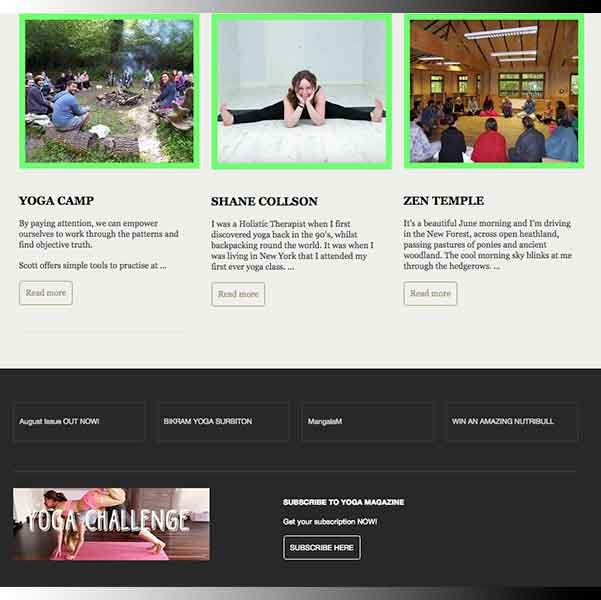 YOGA CAMP
By paying attention, we can empower
ourselves to work through the patterns and
find objective truth.
Scott offers simple tools to practise at ...
Read more
SHANE COLLSON
I was a Holistic Therapist when I first
discovered yoga back in the 90's, whilst
backpacking round the world. It was when I
was living in New York that I attended my
first ever yoga class. ...
Read more
ZEN TEMPLE
It's a beautiful June morning and I'm driving
in the New Forest, across open heathland,
passing pastures of ponies and ancient
woodland. The cool morning sky blinks at me
through the hedgerows. ...
Read more
August Issue OUT NOW!
BIKRAM YOGA SURBITON
MangalaM
WIN AN AMAZING NUTRIBULL
YOGA CHALLENGE
SUBSCRIBE TO YOGA MAGAZINE
Get your subscription NOW!
SUBSCRIBE HERE